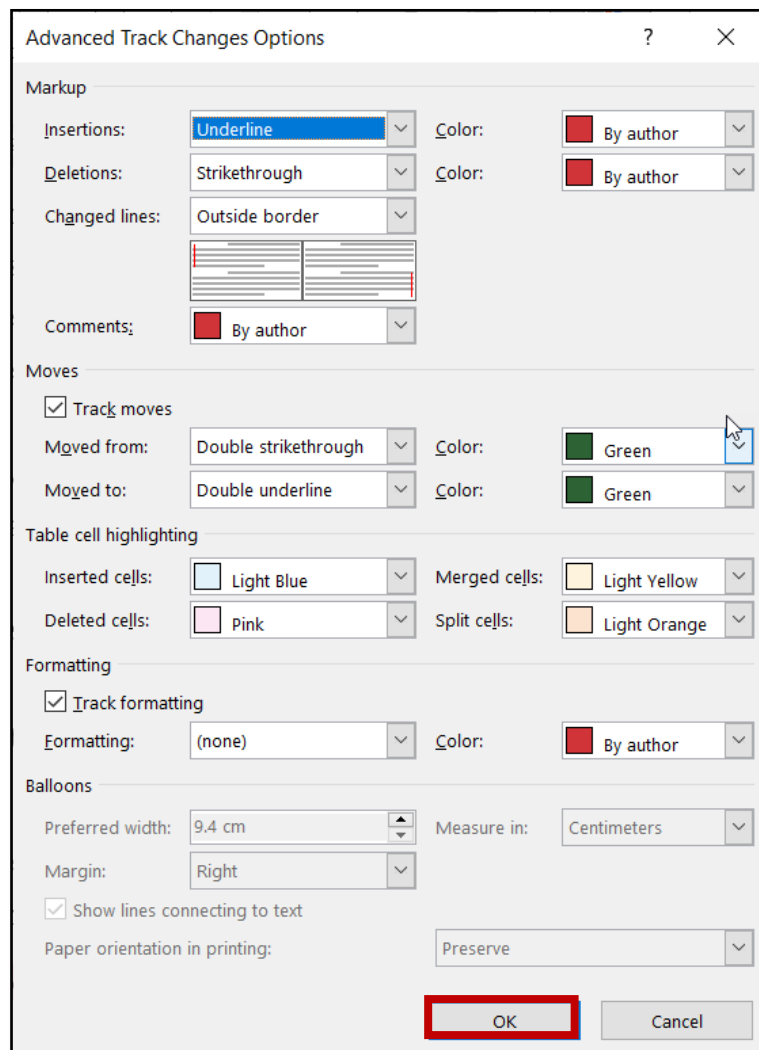 Advanced Track Changes Options ?
Markup
Insertions: Underline Color: By author
Deletions: Strikethrough Color: By author
Changed lines: Outside border
Comments: By author
Moves
Track moves
Moved from: Double strikethrough Color: Green
Moved to: Double underline Color: Green
Table cell highlighting
Inserted cells: Light Blue Merged cells: Light Yellow
Deleted cells: Pink Split cells: Light Orange
Formatting
Track formatting
Formatting: (none) Color: By author
Balloons
Preferred width: 9.4 cm Measure in: Centimeters
Margin: Right
Show lines connecting to text
Paper orientation in printing: Preserve
OK Cancel